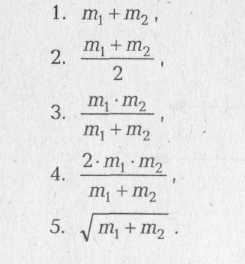 1. m₁ + m₂ ,
2. (m₁ + m₂)/2 ,
3. (m₁ · m₂)/(m₁ + m₂) ,
4. (2 · m₁ · m₂)/(m₁ + m₂) ,
5. √(m₁ + m₂) .